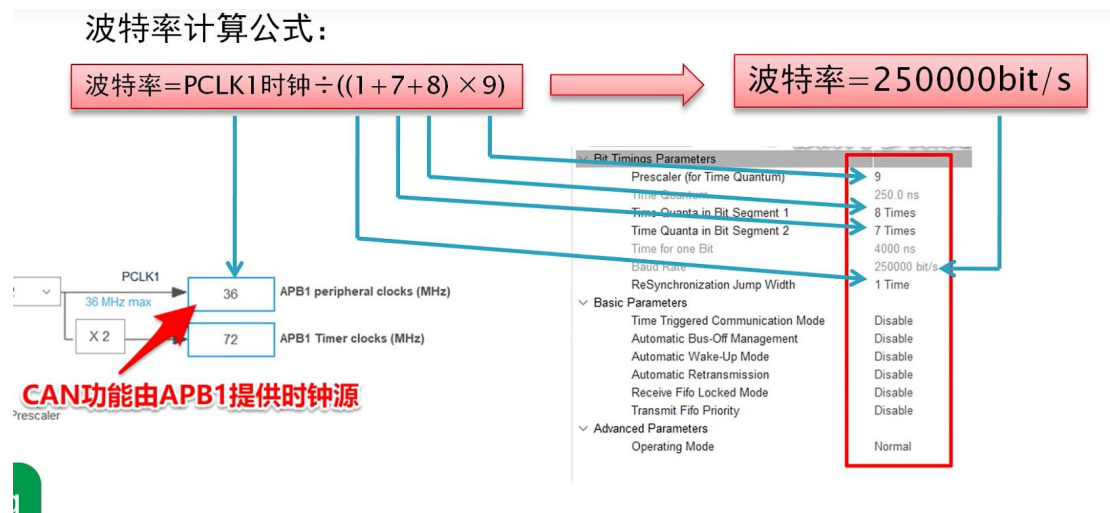 波特率计算公式：
波特率=PCLK1时钟÷((1+7+8)×9)
波特率=250000bit/s
Bit Timings Parameters
Prescaler (for Time Quantum) 9
Time Quantum 250.0 ns
Time Quanta in Bit Segment 1 8 Times
Time Quanta in Bit Segment 2 7 Times
Time for one Bit 4000 ns
Baud Rate 250000 bit/s
ReSynchronization Jump Width 1 Time
Basic Parameters
Time Triggered Communication Mode Disable
Automatic Bus-Off Management Disable
Automatic Wake-Up Mode Disable
Automatic Retransmission Disable
Receive Fifo Locked Mode Disable
Transmit Fifo Priority Disable
Advanced Parameters
Operating Mode Normal
PCLK1
36 MHz max
36 APB1 peripheral clocks (MHz)
X 2
72 APB1 Timer clocks (MHz)
CAN功能由APB1提供时钟源
Prescaler